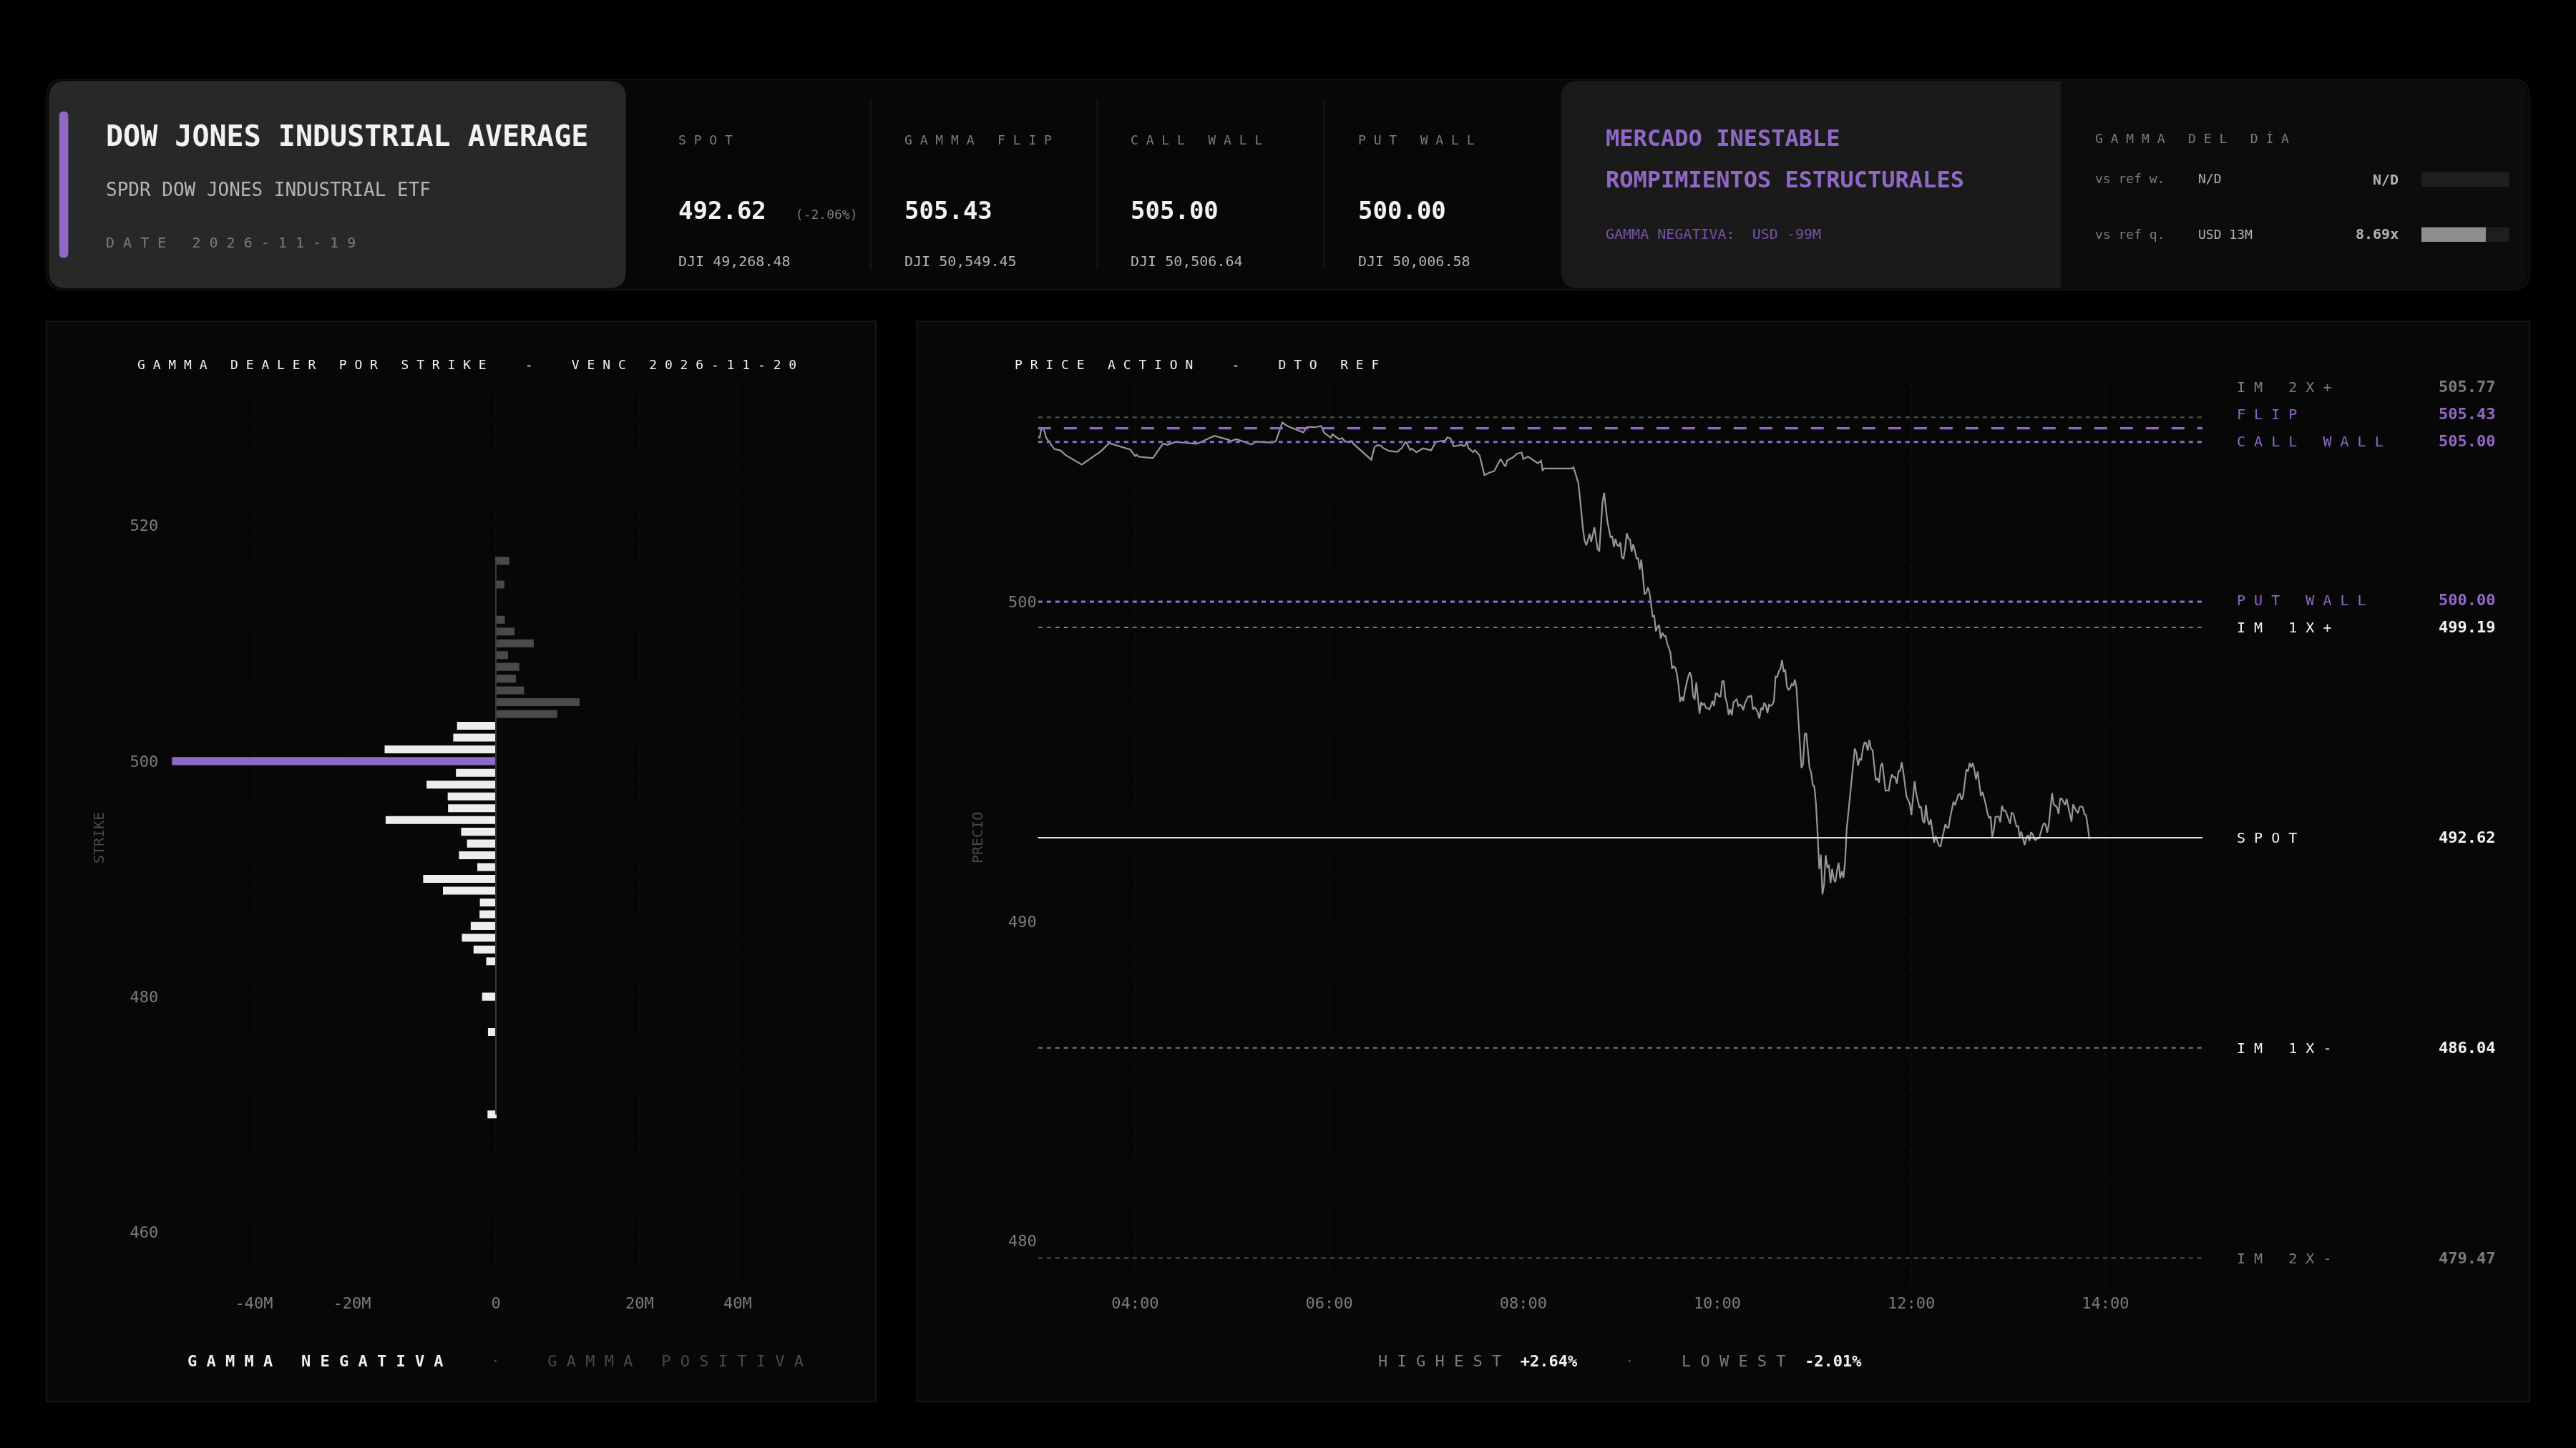 DOW JONES INDUSTRIAL AVERAGE
SPDR DOW JONES INDUSTRIAL ETF
DATE 2026-11-19
SPOT
492.62 (-2.06%)
DJI 49,268.48
GAMMA FLIP
505.43
DJI 50,549.45
CALL WALL
505.00
DJI 50,506.64
PUT WALL
500.00
DJI 50,006.58
MERCADO INESTABLE
ROMPIMIENTOS ESTRUCTURALES
GAMMA NEGATIVA: USD -99M
GAMMA DEL DÍA
vs ref w. N/D N/D
vs ref q. USD 13M 8.69x
GAMMA DEALER POR STRIKE - VENC 2026-11-20
STRIKE
520
500
480
460
-40M -20M 0 20M 40M
GAMMA NEGATIVA · GAMMA POSITIVA
PRICE ACTION - DTO REF
PRECIO
500
490
480
04:00 06:00 08:00 10:00 12:00 14:00
IM 2X+ 505.77
FLIP 505.43
CALL WALL 505.00
PUT WALL 500.00
IM 1X+ 499.19
SPOT 492.62
IM 1X- 486.04
IM 2X- 479.47
HIGHEST +2.64% · LOWEST -2.01%